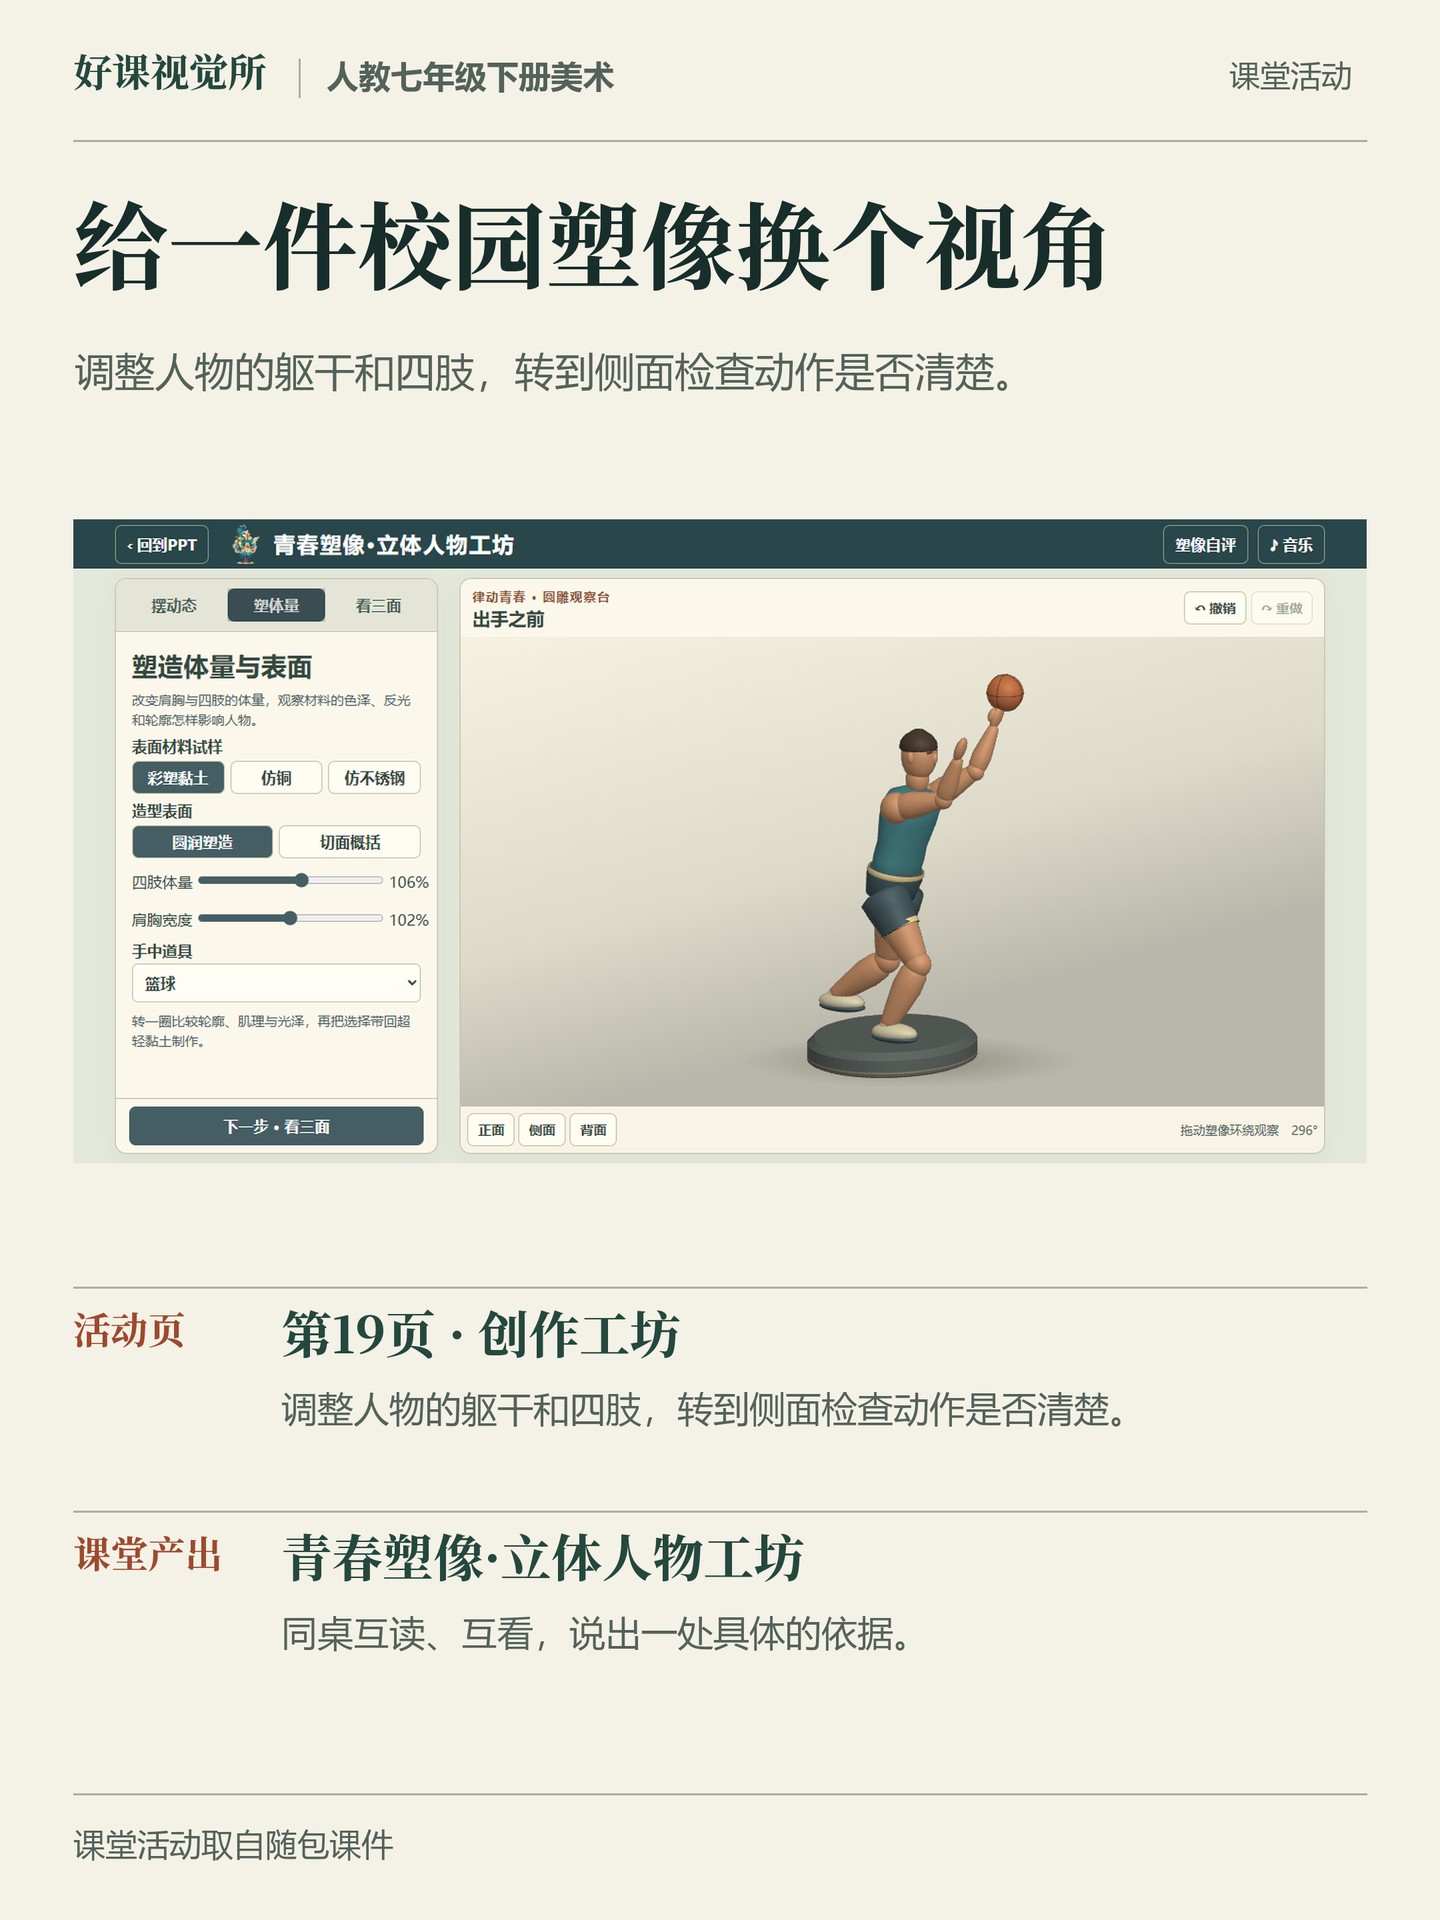 好课视觉所
人教七年级下册美术
课堂活动
给一件校园塑像换个视角
调整人物的躯干和四肢，转到侧面检查动作是否清楚。
‹ 回到PPT
青春塑像·立体人物工坊
塑像自评
♪ 音乐
摆动态
塑体量
看三面
塑造体量与表面
改变肩胸与四肢的体量，观察材料的色泽、反光
和轮廓怎样影响人物。
表面材料试样
彩塑黏土
仿铜
仿不锈钢
造型表面
圆润塑造
切面概括
四肢体量 106%
肩胸宽度 102%
手中道具
篮球
转一圈比较轮廓、肌理与光泽，再把选择带回超
轻黏土制作。
下一步 · 看三面
律动青春 · 圆雕观察台
出手之前
↶ 撤销
↷ 重做
正面
侧面
背面
拖动塑像环绕观察 296°
活动页
第19页 · 创作工坊
调整人物的躯干和四肢，转到侧面检查动作是否清楚。
课堂产出
青春塑像·立体人物工坊
同桌互读、互看，说出一处具体的依据。
课堂活动取自随包课件